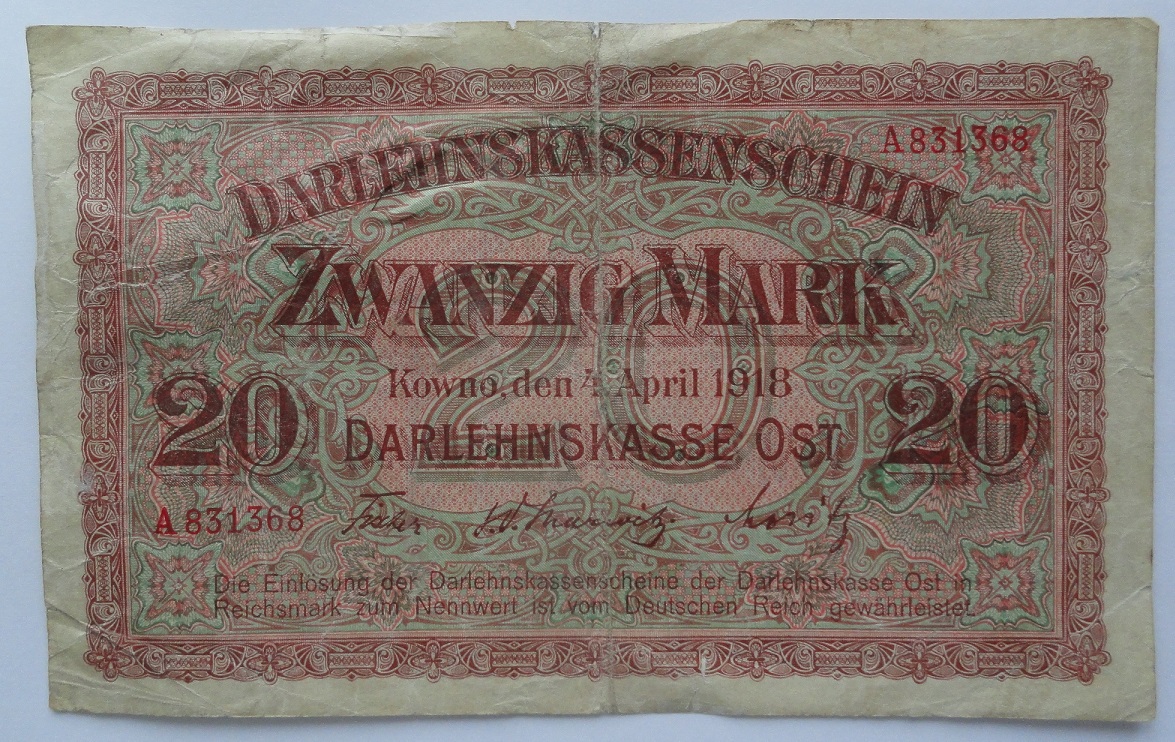 A831368
DARLEHNSKASSENSCHEIN
ZWANZIG MARK
20
Kowno, den 4. April 1918
20 DARLEHNSKASSE OST 20
A831368
Die Einlösung der Darlehnskassenscheine der Darlehnskasse Ost in
Reichsmark zum Nennwert ist vom Deutschen Reich gewährleistet.